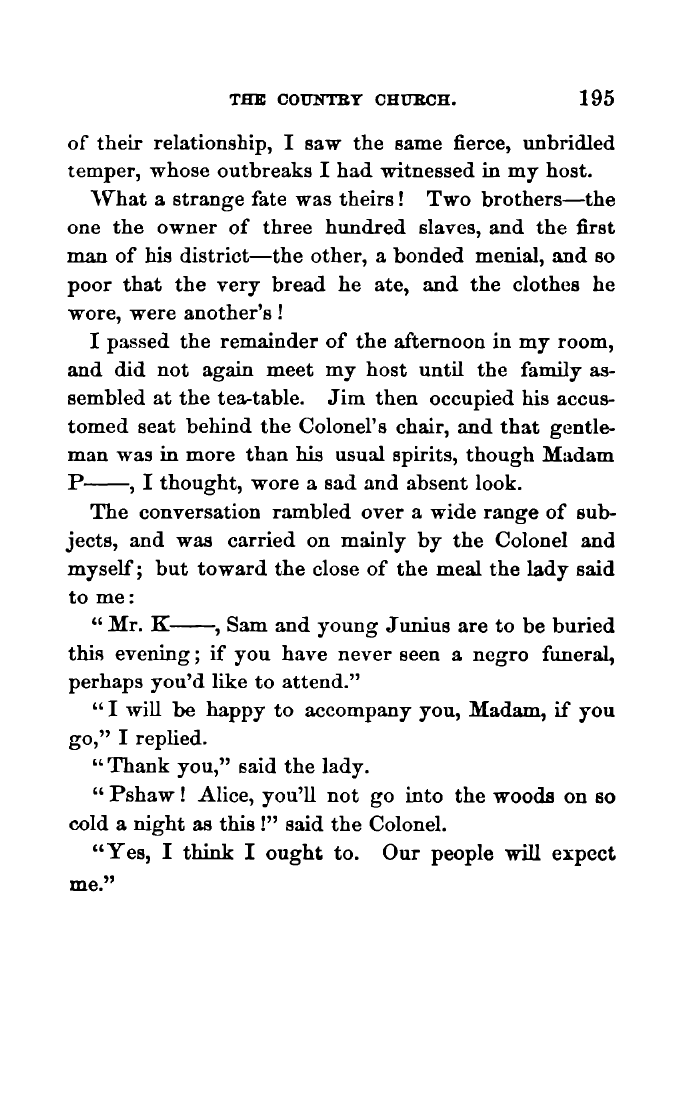 THE COUNTRY CHURCH. 195
of their relationship, I saw the same fierce, unbridled
temper, whose outbreaks I had witnessed in my host.
What a strange fate was theirs! Two brothers—the
one the owner of three hundred slaves, and the first
man of his district—the other, a bonded menial, and so
poor that the very bread he ate, and the clothes he
wore, were another's!
I passed the remainder of the afternoon in my room,
and did not again meet my host until the family as-
sembled at the tea-table. Jim then occupied his accus-
tomed seat behind the Colonel's chair, and that gentle-
man was in more than his usual spirits, though Madam
P——, I thought, wore a sad and absent look.
The conversation rambled over a wide range of sub-
jects, and was carried on mainly by the Colonel and
myself; but toward the close of the meal the lady said
to me:
"Mr. K——, Sam and young Junius are to be buried
this evening; if you have never seen a negro funeral,
perhaps you'd like to attend."
"I will be happy to accompany you, Madam, if you
go," I replied.
"Thank you," said the lady.
"Pshaw! Alice, you'll not go into the woods on so
cold a night as this!" said the Colonel.
"Yes, I think I ought to. Our people will expect
me."